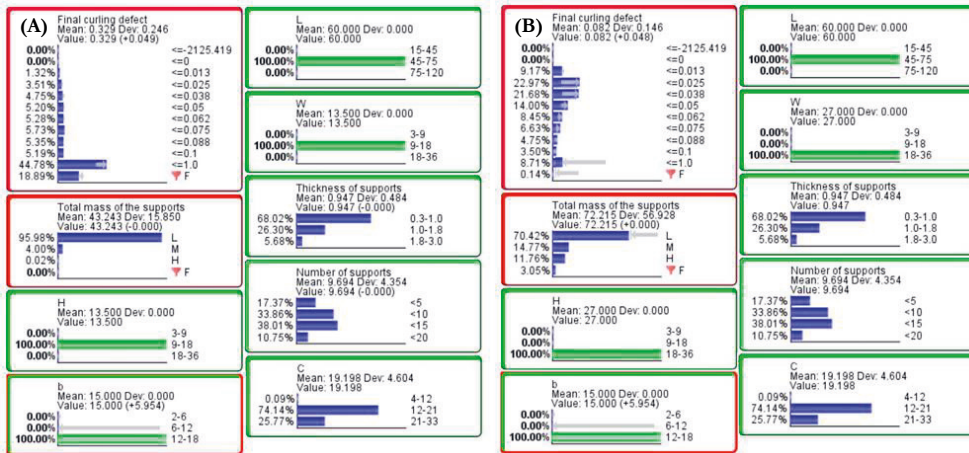 (A)
Final curling defect
Mean: 0.329 Dev: 0.246
Value: 0.329 (+0.049)
0.00% <=-2125.419
0.00% <=0
1.32% <=0.013
3.51% <=0.025
4.75% <=0.038
5.20% <=0.05
5.28% <=0.062
5.73% <=0.075
5.35% <=0.088
5.19% <=0.1
44.78% <=1.0
18.89% F
Total mass of the supports
Mean: 43.243 Dev: 15.850
Value: 43.243 (-0.000)
95.98% L
4.00% M
0.02% H
0.00% F
H
Mean: 13.500 Dev: 0.000
Value: 13.500
0.00% 3-9
100.00% 9-18
0.00% 18-36
b
Mean: 15.000 Dev: 0.000
Value: 15.000 (+5.954)
0.00% 2-6
0.00% 6-12
100.00% 12-18
L
Mean: 60.000 Dev: 0.000
Value: 60.000
0.00% 15-45
100.00% 45-75
0.00% 75-120
W
Mean: 13.500 Dev: 0.000
Value: 13.500
0.00% 3-9
100.00% 9-18
0.00% 18-36
Thickness of supports
Mean: 0.947 Dev: 0.484
Value: 0.947 (-0.000)
68.02% 0.3-1.0
26.30% 1.0-1.8
5.68% 1.8-3.0
Number of supports
Mean: 9.694 Dev: 4.354
Value: 9.694 (-0.000)
17.37% <5
33.86% <10
38.01% <15
10.75% <20
C
Mean: 19.198 Dev: 4.604
Value: 19.198
0.09% 4-12
74.14% 12-21
25.77% 21-33
(B)
Final curling defect
Mean: 0.082 Dev: 0.146
Value: 0.082 (+0.048)
0.00% <=-2125.419
0.00% <=0
9.17% <=0.013
22.97% <=0.025
21.68% <=0.038
14.00% <=0.05
8.45% <=0.062
6.63% <=0.075
4.75% <=0.088
3.50% <=0.1
8.71% <=1.0
0.14% F
Total mass of the supports
Mean: 72.215 Dev: 56.928
Value: 72.215 (+0.000)
70.42% L
14.77% M
11.76% H
3.05% F
H
Mean: 27.000 Dev: 0.000
Value: 27.000
0.00% 3-9
0.00% 9-18
100.00% 18-36
b
Mean: 15.000 Dev: 0.000
Value: 15.000 (+5.954)
0.00% 2-6
0.00% 6-12
100.00% 12-18
L
Mean: 60.000 Dev: 0.000
Value: 60.000
0.00% 15-45
100.00% 45-75
0.00% 75-120
W
Mean: 27.000 Dev: 0.000
Value: 27.000
0.00% 3-9
0.00% 9-18
100.00% 18-36
Thickness of supports
Mean: 0.947 Dev: 0.484
Value: 0.947
68.02% 0.3-1.0
26.30% 1.0-1.8
5.68% 1.8-3.0
Number of supports
Mean: 9.694 Dev: 4.354
Value: 9.694
17.37% <5
33.86% <10
38.01% <15
10.75% <20
C
Mean: 19.198 Dev: 4.604
Value: 19.198
0.09% 4-12
74.14% 12-21
25.77% 21-33